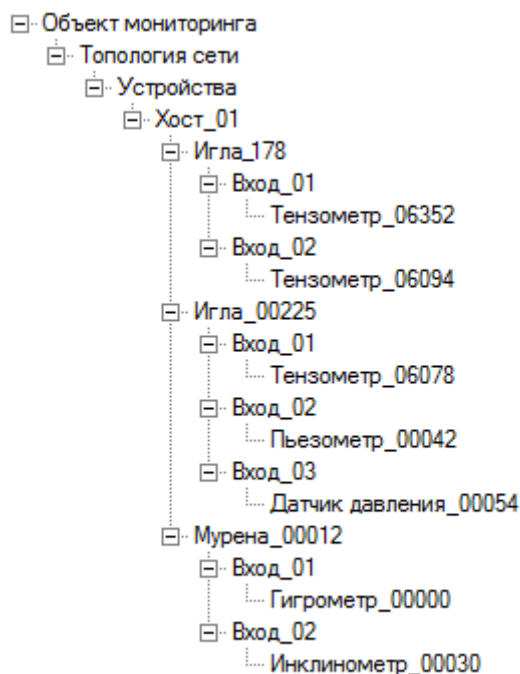 Объект мониторинга
Топология сети
Устройства
Хост_01
Игла_178
Вход_01
Тензометр_06352
Вход_02
Тензометр_06094
Игла_00225
Вход_01
Тензометр_06078
Вход_02
Пьезометр_00042
Вход_03
Датчик давления_00054
Мурена_00012
Вход_01
Гигрометр_00000
Вход_02
Инклинометр_00030